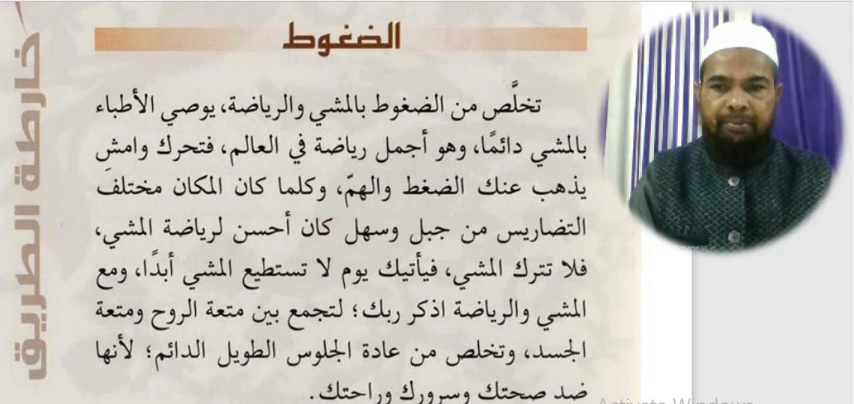 خارطة الطريق
الضغوط
تخلَّص من الضغوط بالمشي والرياضة، يوصي الأطباء
بالمشي دائمًا، وهو أجمل رياضة في العالم، فتحرك وامشِ
يذهب عنك الضغط والهمّ، وكلما كان المكان مختلفَ
التضاريس من جبل وسهل كان أحسن لرياضة المشي،
فلا تترك المشي، فيأتيك يوم لا تستطيع المشي أبدًا، ومع
المشي والرياضة اذكر ربك؛ لتجمع بين متعة الروح ومتعة
الجسد، وتخلص من عادة الجلوس الطويل الدائم؛ لأنها
ضد صحتك وسرورك وراحتك.
Activate Windows